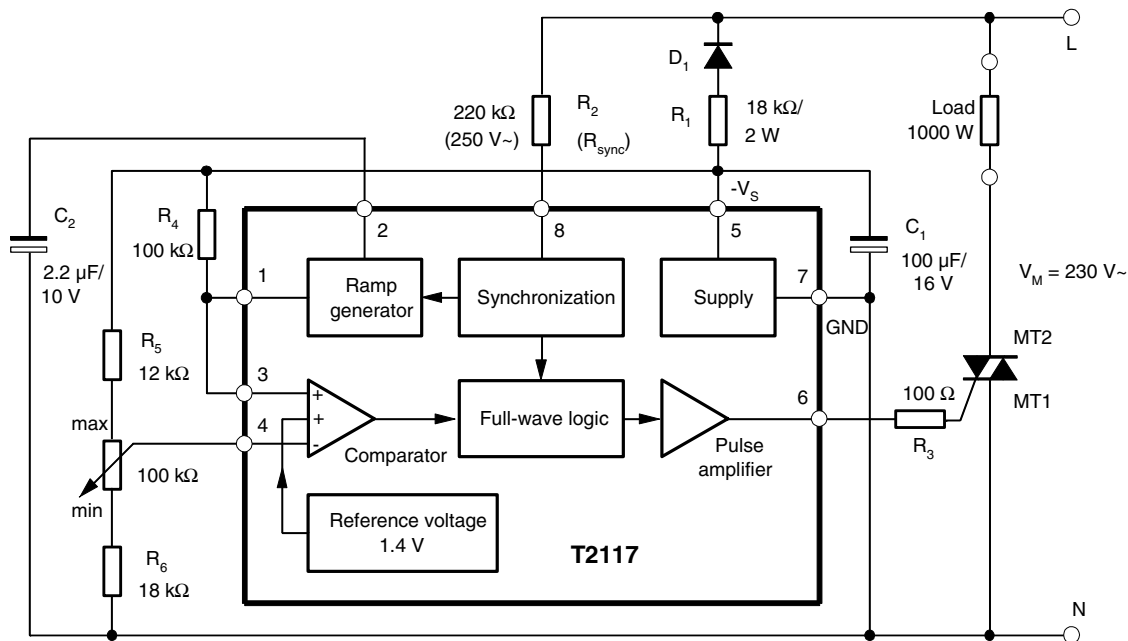 L
D1
220 kΩ
(250 V~)
R2
(Rsync)
R1
18 kΩ/
2 W
Load
1000 W
-VS
C2
2.2 µF/
10 V
R4
100 kΩ
2
8
5
C1
100 µF/
16 V
VM = 230 V~
1
Ramp
generator
Synchronization
Supply
7
GND
R5
12 kΩ
3
+
+
-
4
Comparator
Full-wave logic
Pulse
amplifier
6
100 Ω
R3
MT2
MT1
max
100 kΩ
min
Reference voltage
1.4 V
T2117
R6
18 kΩ
N